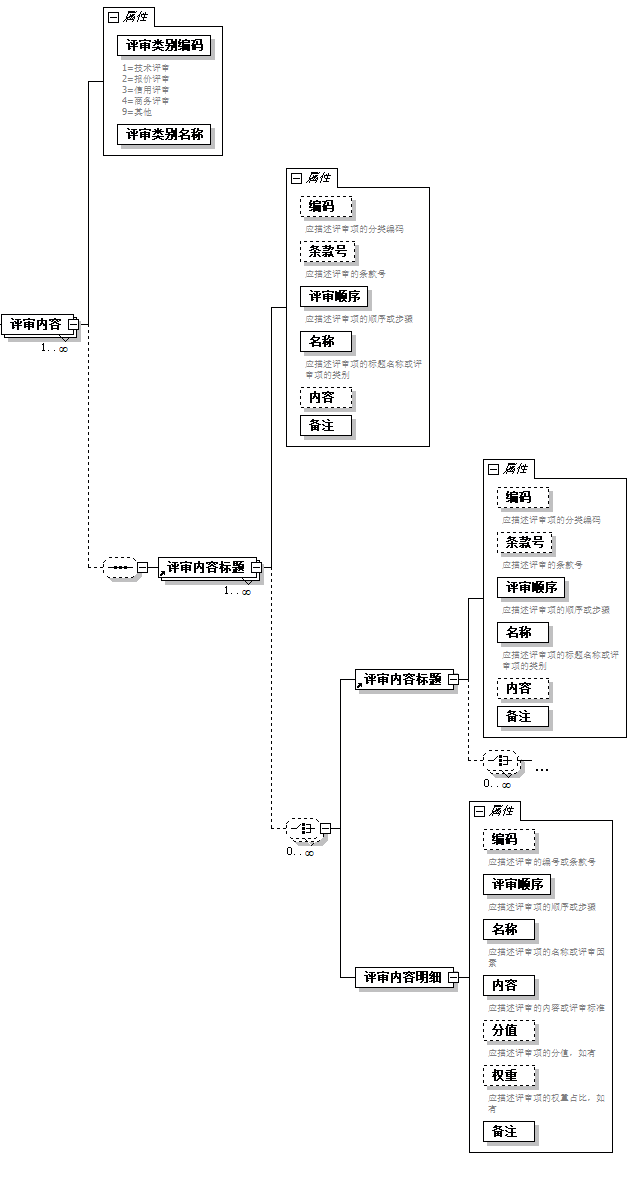 属性
评审类别编码
1=技术评审
2=报价评审
3=信用评审
4=商务评审
9=其他
评审类别名称
评审内容
1..∞
属性
编码
应描述评审项的分类编码
条款号
应描述评审的条款号
评审顺序
应描述评审项的顺序或步骤
名称
应描述评审项的标题名称或评
审项的类别
内容
备注
评审内容标题
1..∞
属性
编码
应描述评审项的分类编码
条款号
应描述评审的条款号
评审顺序
应描述评审项的顺序或步骤
名称
应描述评审项的标题名称或评
审项的类别
内容
备注
评审内容标题
...
0..∞
0..∞
属性
编码
应描述评审的编号或条款号
评审顺序
应描述评审项的顺序或步骤
名称
应描述评审项的名称或评审因
素
内容
应描述评审的内容或评审标准
分值
应描述评审项的分值，如有
权重
应描述评审项的权重占比，如
有
备注
评审内容明细